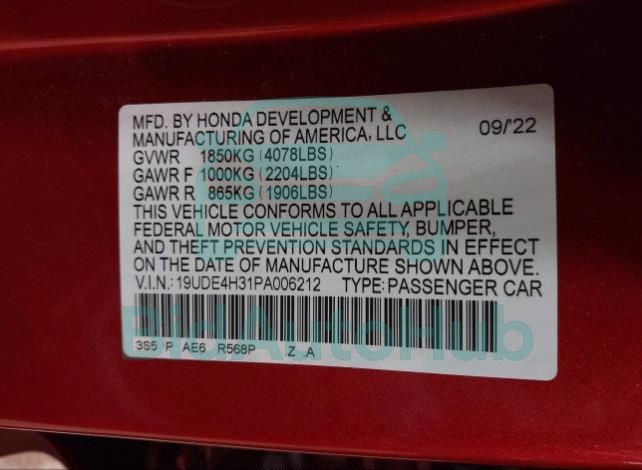 MFD. BY HONDA DEVELOPMENT &
MANUFACTURING OF AMERICA, LLC 09/'22
GVWR 1850KG (4078LBS)
GAWR F 1000KG (2204LBS)
GAWR R 865KG (1906LBS)
THIS VEHICLE CONFORMS TO ALL APPLICABLE
FEDERAL MOTOR VEHICLE SAFETY, BUMPER,
AND THEFT PREVENTION STANDARDS IN EFFECT
ON THE DATE OF MANUFACTURE SHOWN ABOVE.
V.I.N.: 19UDE4H31PA006212 TYPE: PASSENGER CAR
BidAutoHub
3S5 P AE6 R568P .Z .A